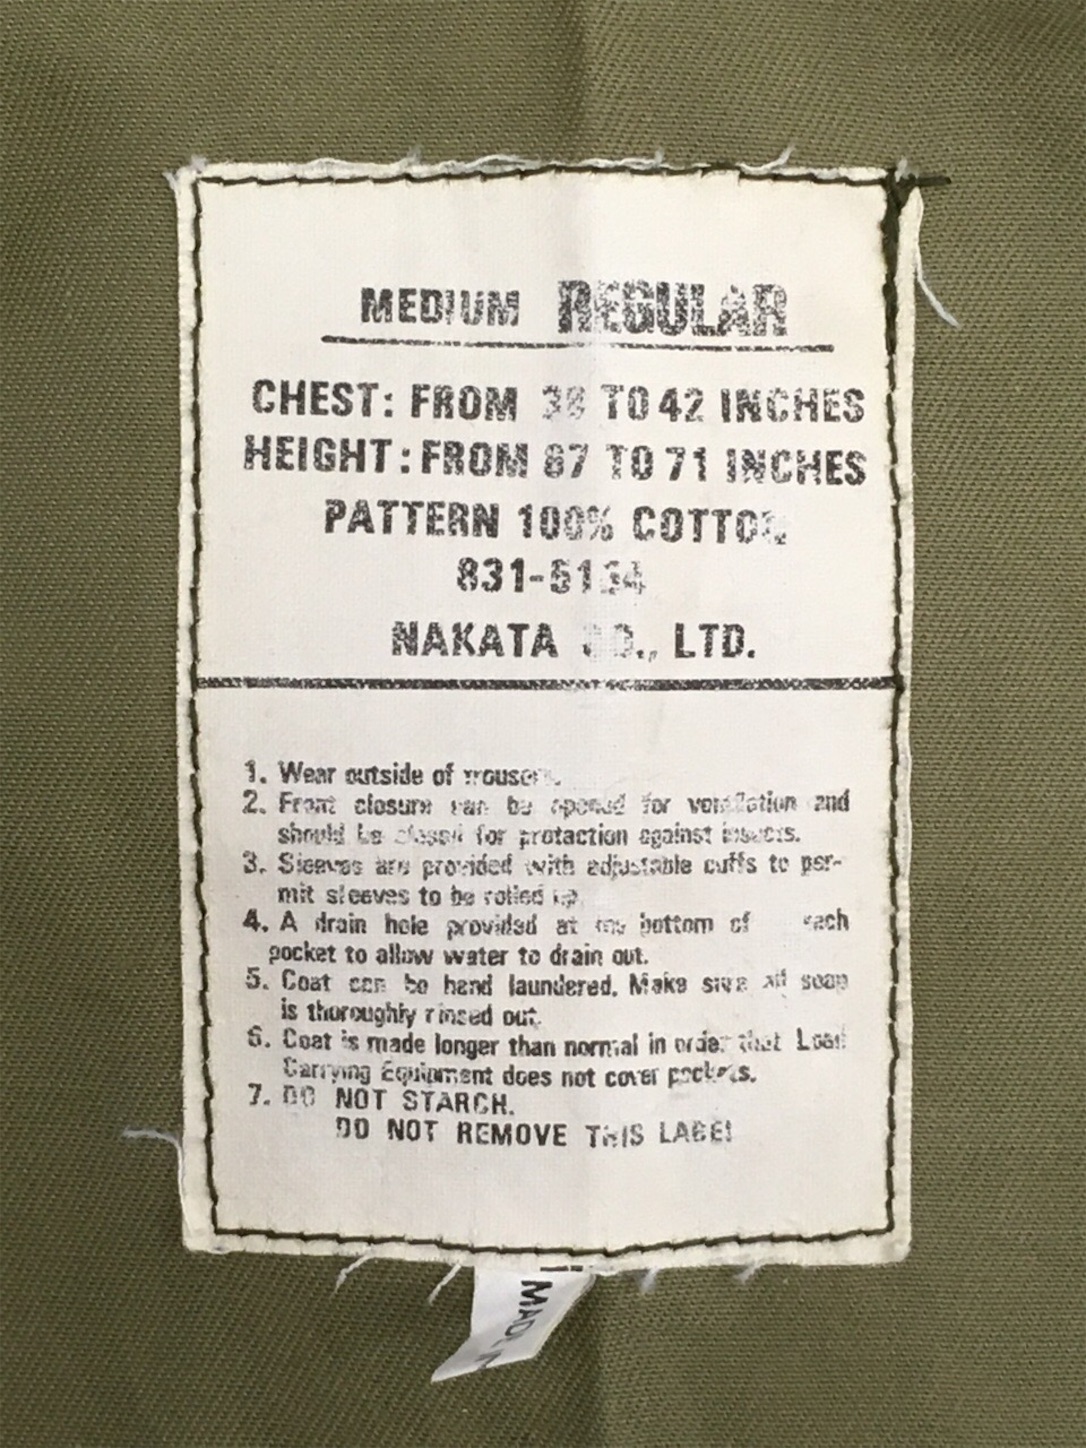 MEDIUM REGULAR
CHEST: FROM 38 TO 42 INCHES
HEIGHT: FROM 67 TO 71 INCHES
PATTERN 100% COTTON
NAKATA CO., LTD.
1. Wear outside of trousers.
2. Front closure can be opened for ventilation and
should be closed for protaction against insects.
3. Sleeves are provided with adjustable cuffs to per-
mit sleeves to be rolled up.
4. A drain hole provided at the bottom of each
pocket to allow water to drain out.
5. Coat can be hand laundered. Make sure all soap
is thoroughly rinsed out.
6. Coat is made longer than normal in order that Load
Carrying Equipment does not cover pockets.
7. DO NOT STARCH.
DO NOT REMOVE THIS LABEL
MADE